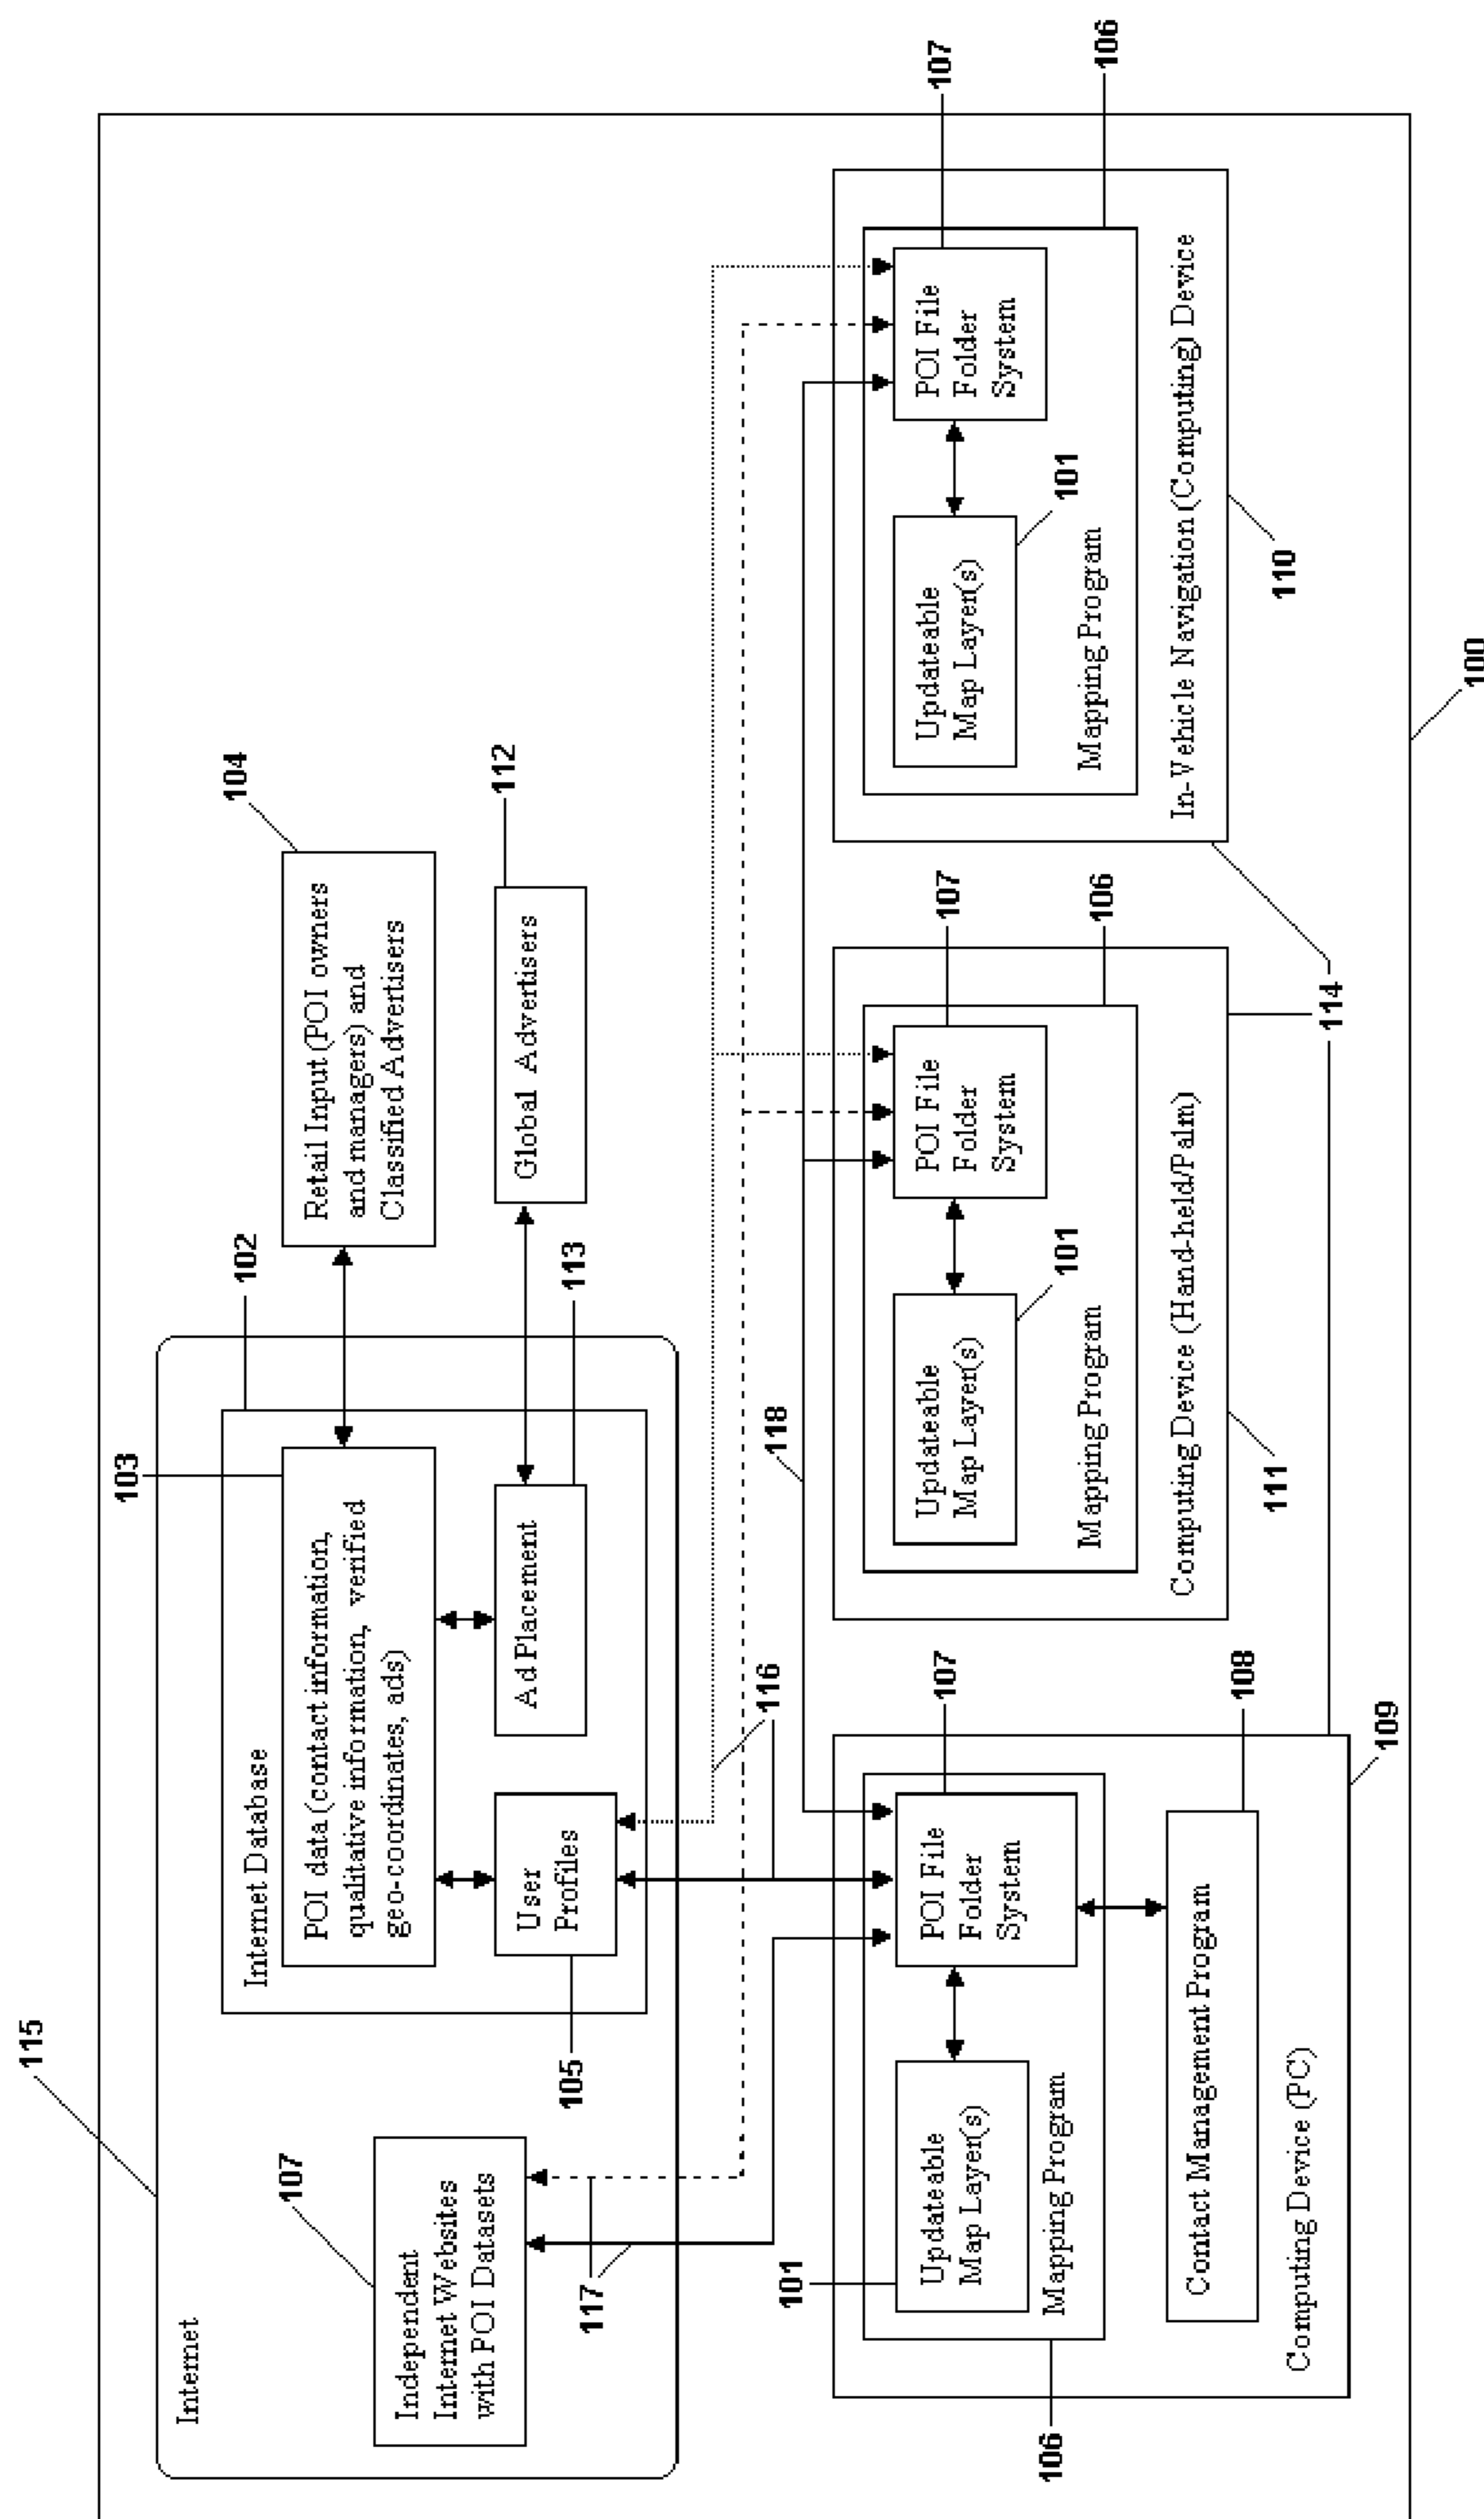 115
Internet
107
Independent
Internet Websites
with POI Datasets
117
103
102
Internet Database
POI data (contact information,
qualitative information, verified
geo-coordinates, ads)
User
Profiles
105
Ad Placement
113
104
Retail Input (POI owners
and managers) and
Classified Advertisers
112
Global Advertisers
116
118
101
Updateable
Map Layer(s)
POI File
Folder
System
107
Mapping Program
106
Contact Management Program
108
Computing Device (PC)
109
Updateable
Map Layer(s)
101
POI File
Folder
System
107
Mapping Program
106
Computing Device (Hand-held/Palm)
111
114
Updateable
Map Layer(s)
101
POI File
Folder
System
107
Mapping Program
106
In-Vehicle Navigation (Computing) Device
110
100